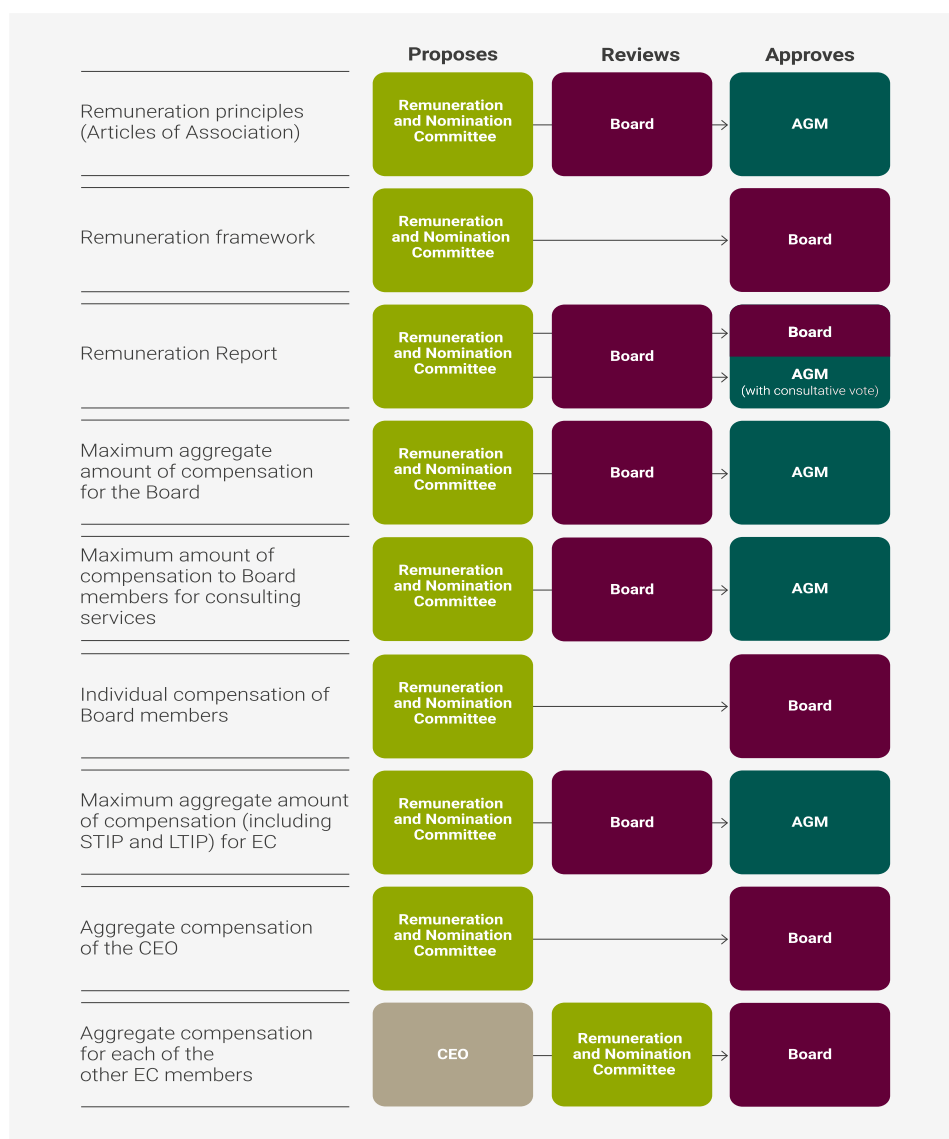 Proposes
Reviews
Approves
Remuneration principles
(Articles of Association)
Remuneration
and Nomination
Committee
Board
AGM
Remuneration framework
Remuneration
and Nomination
Committee
Board
Remuneration Report
Remuneration
and Nomination
Committee
Board
Board
AGM
(with consultative vote)
Maximum aggregate
amount of compensation
for the Board
Remuneration
and Nomination
Committee
Board
AGM
Maximum amount of
compensation to Board
members for consulting
services
Remuneration
and Nomination
Committee
Board
AGM
Individual compensation of
Board members
Remuneration
and Nomination
Committee
Board
Maximum aggregate amount
of compensation (including
STIP and LTIP) for EC
Remuneration
and Nomination
Committee
Board
AGM
Aggregate compensation
of the CEO
Remuneration
and Nomination
Committee
Board
Aggregate compensation
for each of the
other EC members
CEO
Remuneration
and Nomination
Committee
Board